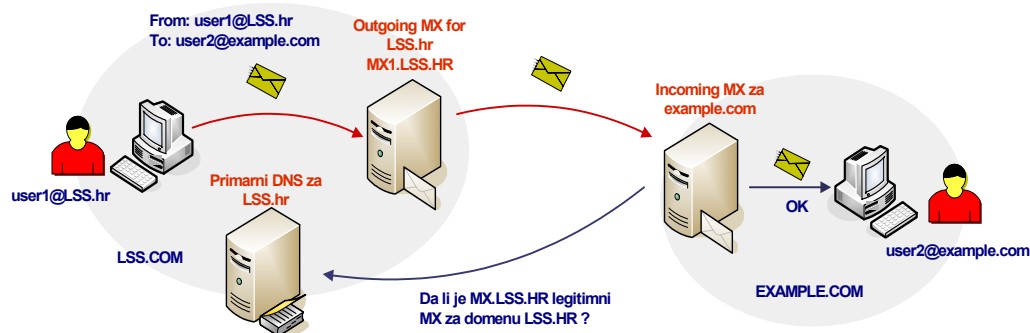 From: user1@LSS.hr
To: user2@example.com
Outgoing MX for
LSS.hr
MX1.LSS.HR
Incoming MX za
example.com
user1@LSS.hr
Primarni DNS za
LSS.hr
OK
user2@example.com
LSS.COM
EXAMPLE.COM
Da li je MX.LSS.HR legitimni
MX za domenu LSS.HR ?